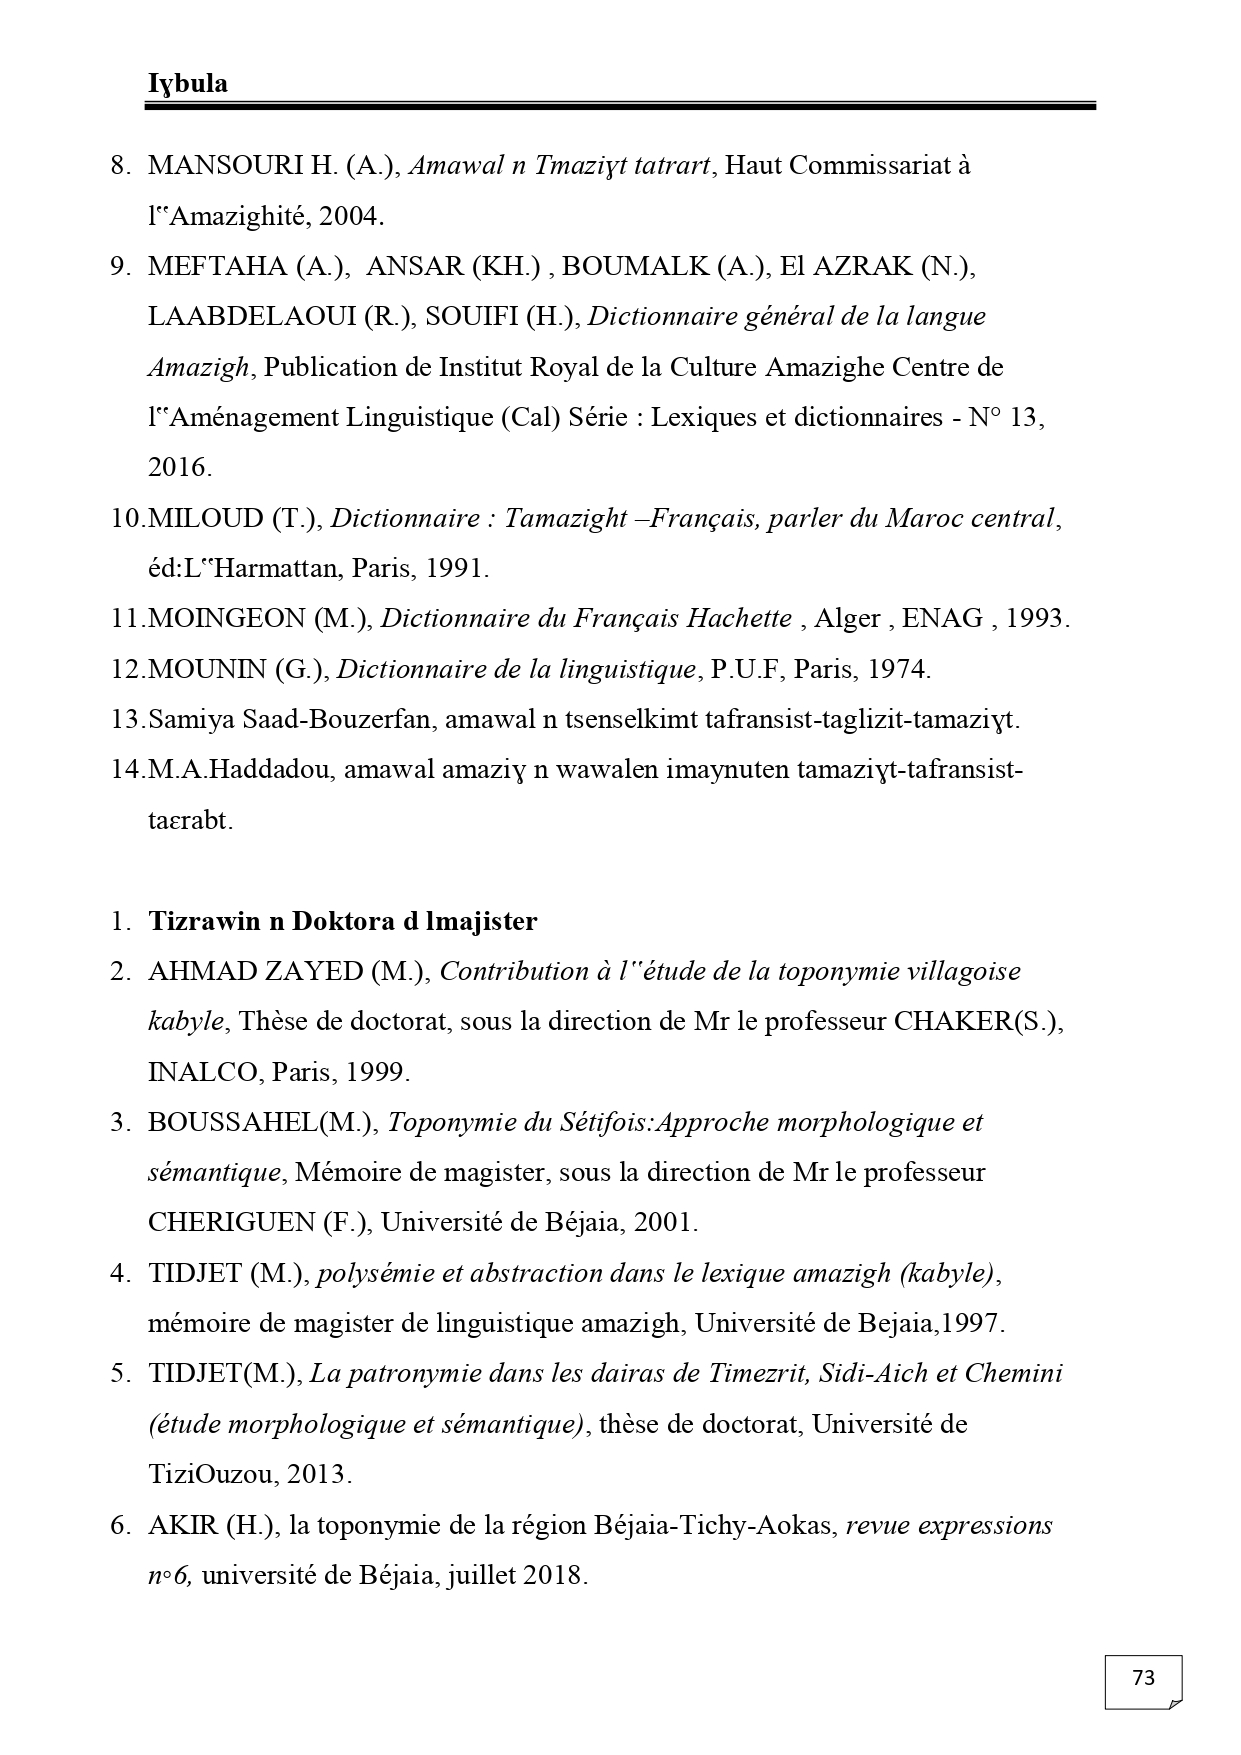 Iɣbula
8. MANSOURI H. (A.), Amawal n Tmaziɣt tatrart, Haut Commissariat à
l‟Amazighité, 2004.
9. MEFTAHA (A.),  ANSAR (KH.) , BOUMALK (A.), El AZRAK (N.),
LAABDELAOUI (R.), SOUIFI (H.), Dictionnaire général de la langue
Amazigh, Publication de Institut Royal de la Culture Amazighe Centre de
l‟Aménagement Linguistique (Cal) Série : Lexiques et dictionnaires - N° 13,
2016.
10.MILOUD (T.), Dictionnaire : Tamazight –Français, parler du Maroc central,
éd:L‟Harmattan, Paris, 1991.
11.MOINGEON (M.), Dictionnaire du Français Hachette , Alger , ENAG , 1993.
12.MOUNIN (G.), Dictionnaire de la linguistique, P.U.F, Paris, 1974.
13.Samiya Saad-Bouzerfan, amawal n tsenselkimt tafransist-taglizit-tamaziɣt.
14.M.A.Haddadou, amawal amaziɣ n wawalen imaynuten tamaziɣt-tafransist-
taɛrabt.
1. Tizrawin n Doktora d lmajister
2. AHMAD ZAYED (M.), Contribution à l‟étude de la toponymie villagoise
kabyle, Thèse de doctorat, sous la direction de Mr le professeur CHAKER(S.),
INALCO, Paris, 1999.
3. BOUSSAHEL(M.), Toponymie du Sétifois:Approche morphologique et
sémantique, Mémoire de magister, sous la direction de Mr le professeur
CHERIGUEN (F.), Université de Béjaia, 2001.
4. TIDJET (M.), polysémie et abstraction dans le lexique amazigh (kabyle),
mémoire de magister de linguistique amazigh, Université de Bejaia,1997.
5. TIDJET(M.), La patronymie dans les dairas de Timezrit, Sidi-Aich et Chemini
(étude morphologique et sémantique), thèse de doctorat, Université de
TiziOuzou, 2013.
6. AKIR (H.), la toponymie de la région Béjaia-Tichy-Aokas, revue expressions
n◦6, université de Béjaia, juillet 2018.
73